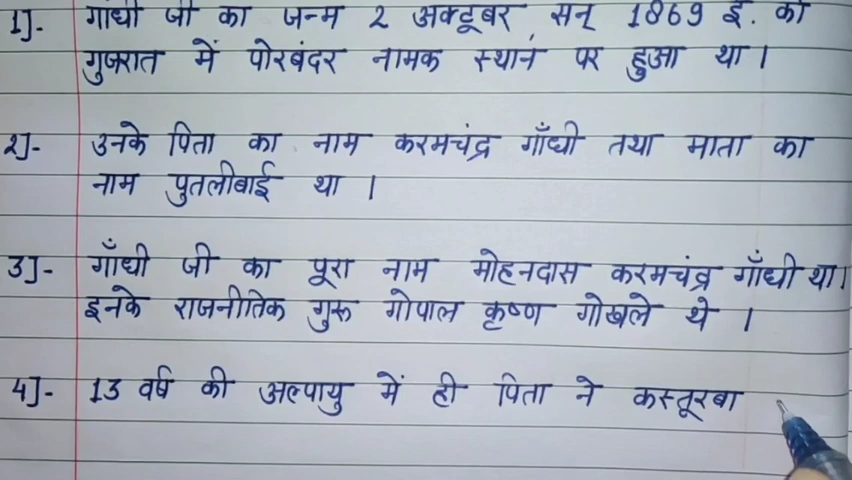 1]. गाँधी जी का जन्म 2 अक्टूबर सन् 1869 ई. को
गुजरात में पोरबंदर नामक स्थान पर हुआ था ।
2]- उनके पिता का नाम करमचंद्र गाँधी तथा माता का
नाम पुतलीबाई था ।
3]- गाँधी जी का पूरा नाम मोहनदास करमचंद्र गाँधी था।
इनके राजनीतिक गुरू गोपाल कृष्ण गोखले थे ।
4]- 13 वर्ष की अल्पायु में ही पिता ने कस्तूरबा